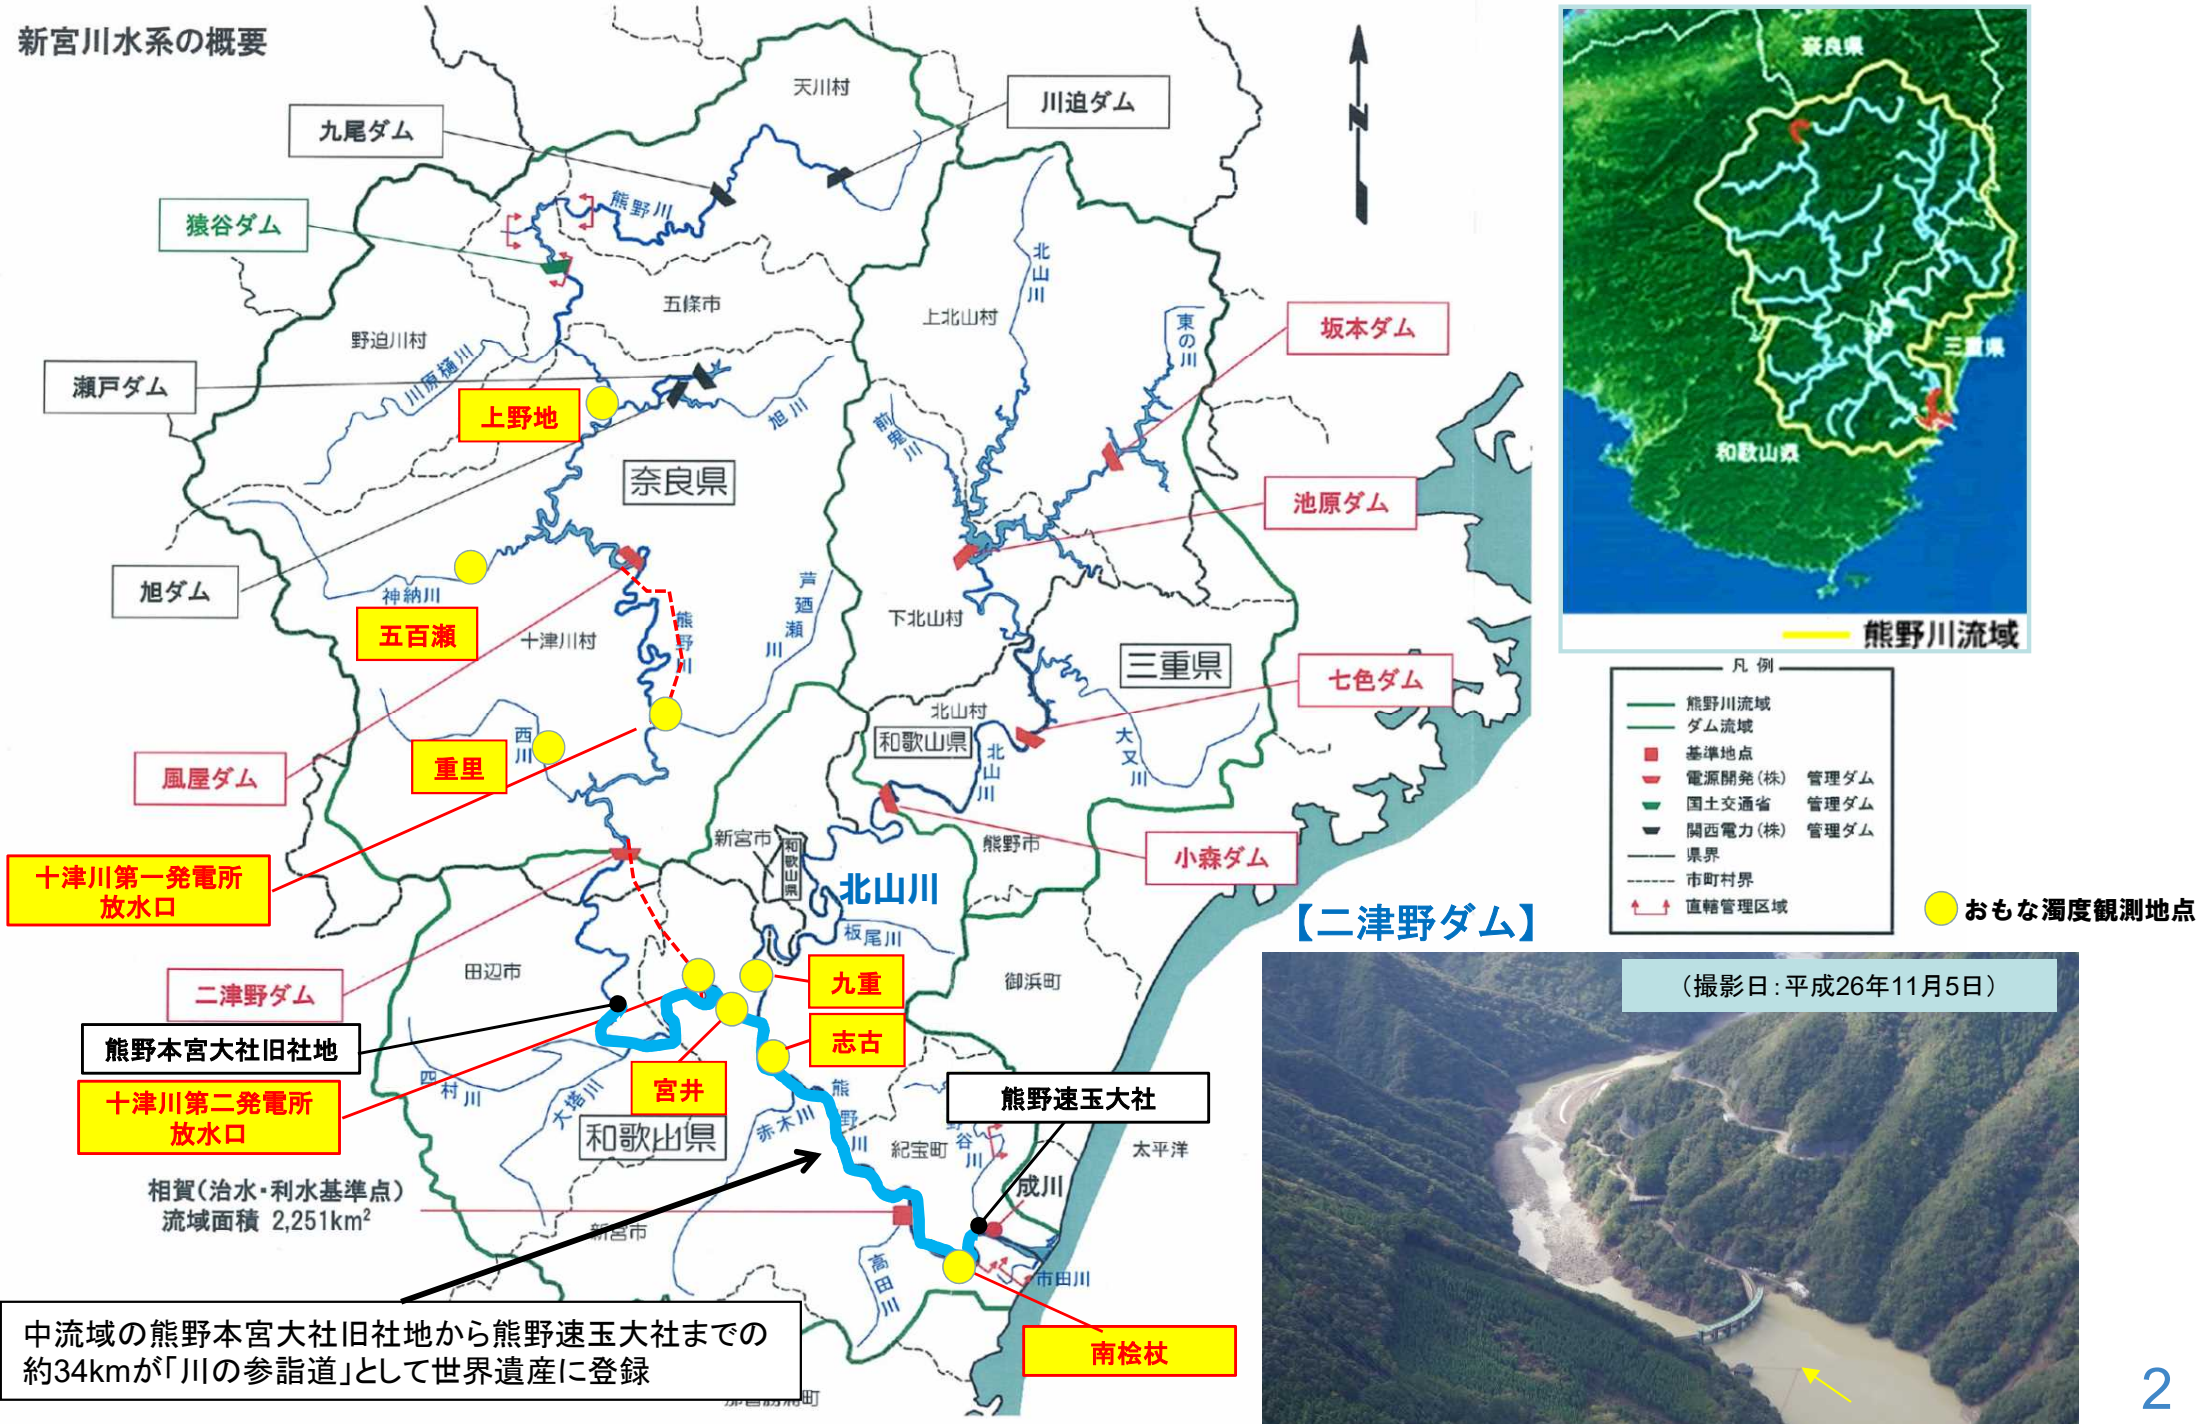 新宮川水系の概要
天川村
川迫ダム
九尾ダム
熊野川
猿谷ダム
北山川
五條市
上北山村
東の川
坂本ダム
野迫川村
川原樋川
瀬戸ダム
上野地
旭川
前鬼川
奈良県
池原ダム
旭ダム
神納川
五百瀬
十津川村
熊野川
芦廼瀬川
下北山村
三重県
七色ダム
北山村
和歌山県
北山川
大又川
西川
重里
風屋ダム
新宮市
和歌山県
熊野市
小森ダム
十津川第一発電所
放水口
北山川
板尾川
田辺市
二津野ダム
九重
御浜町
志古
熊野本宮大社旧社地
四村川
十津川第二発電所
放水口
大塔川
宮井
熊野川
赤木川
熊野速玉大社
和歌山県
紀宝町
谷川
太平洋
成川
相賀(治水・利水基準点)
流域面積 2,251km²
新宮市
高田川
市田川
南桧杖
中流域の熊野本宮大社旧社地から熊野速玉大社までの
約34kmが「川の参詣道」として世界遺産に登録
奈良県
三重県
和歌山県
熊野川流域
凡例
熊野川流域
ダム流域
基準地点
電源開発(株) 管理ダム
国土交通省 管理ダム
関西電力(株) 管理ダム
県界
市町村界
直轄管理区域
おもな濁度観測地点
【二津野ダム】
(撮影日:平成26年11月5日)
2